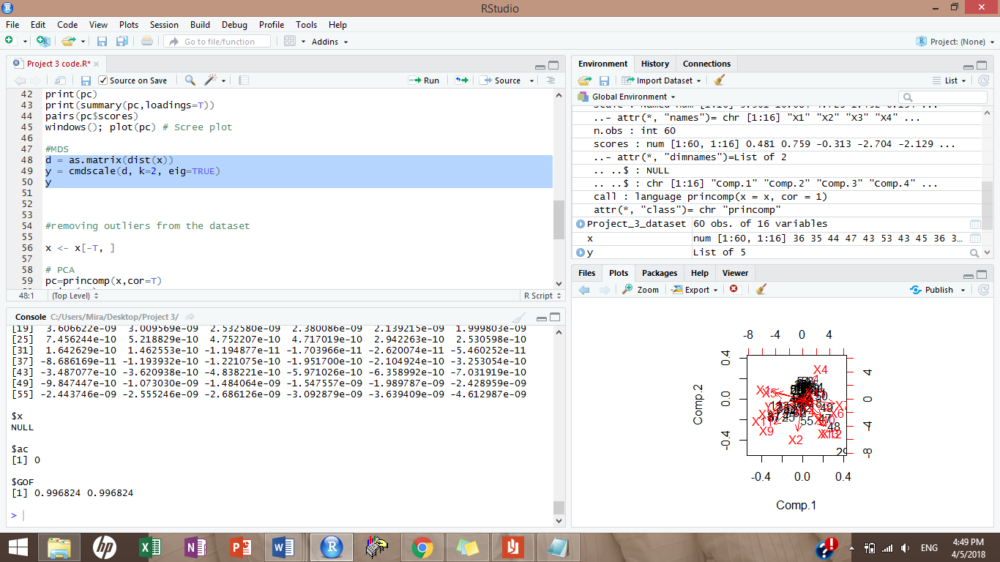 RStudio
File Edit Code View Plots Session Build Debug Profile Tools Help
Go to file/function Addins Project: (None)
Project 3 code.R*
Source on Save Run Source
42 print(pc)
43 print(summary(pc,loadings=T))
44 pairs(pc$scores)
45 windows(); plot(pc) # Scree plot
46
47 #MDS
48 d = as.matrix(dist(x))
49 y = cmdscale(d, k=2, eig=TRUE)
50 y
51
52
53
54 #removing outliers from the dataset
55
56 x <- x[-T, ]
57
58 # PCA
59 pc=princomp(x,cor=T)
48:1 (Top Level) R Script
Console C:/Users/Mira/Desktop/Project 3/
[19] 3.606622e-09 3.009569e-09 2.532580e-09 2.380086e-09 2.139215e-09 1.999803e-09
[25] 7.456244e-10 5.218829e-10 4.752207e-10 4.717019e-10 2.942263e-10 2.530598e-10
[31] 1.642629e-10 1.462553e-10 -1.194877e-11 -1.703966e-11 -2.620074e-11 -5.460252e-11
[37] -8.686169e-11 -1.193932e-10 -1.221075e-10 -1.951700e-10 -2.104924e-10 -3.253054e-10
[43] -3.487077e-10 -3.620938e-10 -4.838221e-10 -5.971026e-10 -6.358992e-10 -7.031919e-10
[49] -9.847447e-10 -1.073030e-09 -1.484064e-09 -1.547557e-09 -1.989787e-09 -2.428959e-09
[55] -2.443746e-09 -2.555246e-09 -2.686126e-09 -3.092879e-09 -3.639409e-09 -4.612987e-09
$x
NULL
$ac
[1] 0
$GOF
[1] 0.996824 0.996824
>
Environment History Connections
Import Dataset List
Global Environment
..- attr(*, "names")= chr [1:16] "X1" "X2" "X3" "X4" ...
n.obs : int 60
scores : num [1:60, 1:16] 0.481 0.759 -0.313 -2.704 -2.129 ...
..- attr(*, "dimnames")=List of 2
.. ..$ : NULL
.. ..$ : chr [1:16] "Comp.1" "Comp.2" "Comp.3" "Comp.4" ...
call : language princomp(x = x, cor = 1)
attr(*, "class")= chr "princomp"
Project_3_dataset 60 obs. of 16 variables
x num [1:60, 1:16] 36 35 44 47 43 53 43 45 36 3...
y List of 5
Files Plots Packages Help Viewer
Zoom Export Publish
-8 -4 0 4
0.4 0.0 -0.4
4 0 -4 -8
X4
X6
X9
X2
55
47
48
Comp.2
-0.4 0.0 0.4
Comp.1
hp
ENG
4:49 PM
4/5/2018